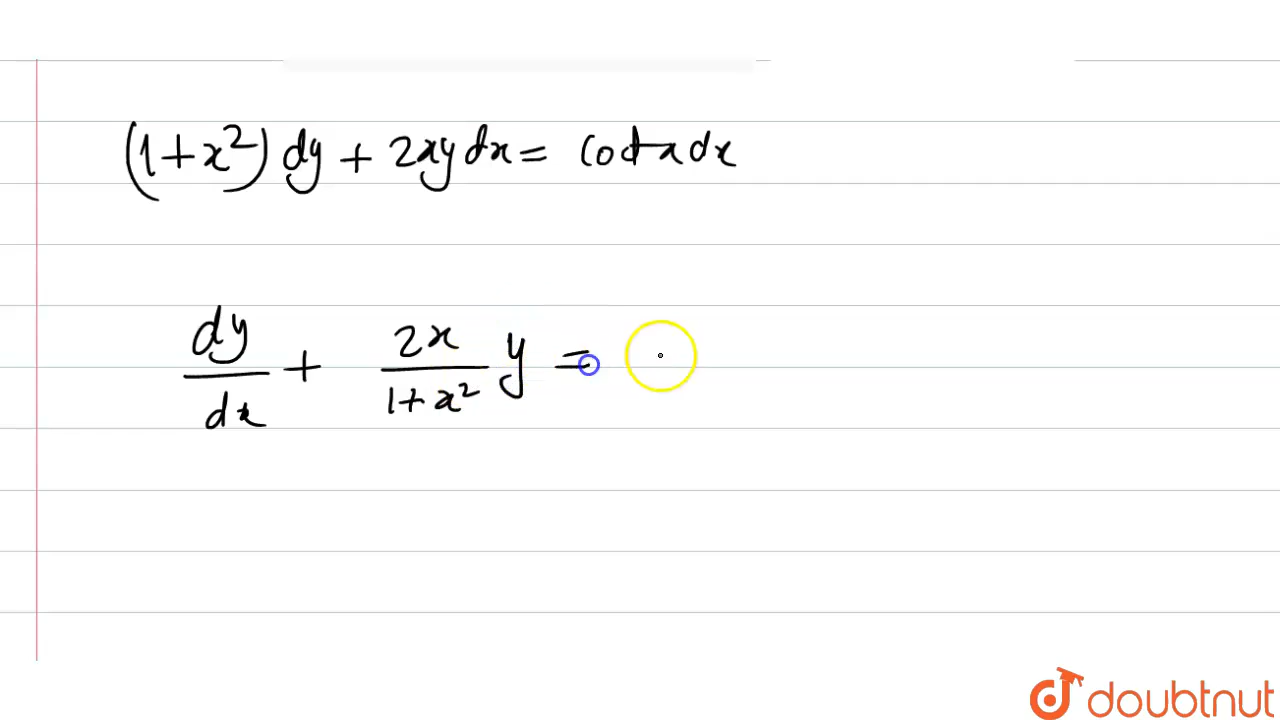 (1+x²) dy + 2xy dx = cot x dx
dy/dx + 2x/(1+x²) y =
doubtnut